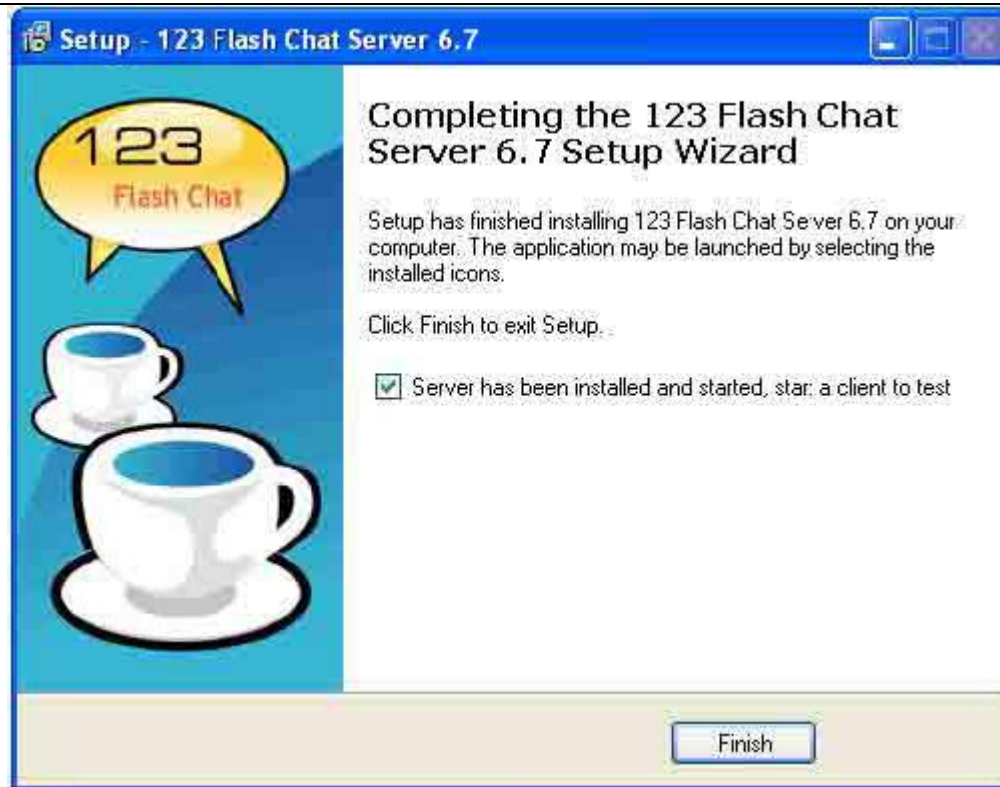 Setup - 123 Flash Chat Server 6.7
123
Flash Chat
Completing the 123 Flash Chat
Server 6.7 Setup Wizard
Setup has finished installing 123 Flash Chat Server 6.7 on your
computer. The application may be launched by selecting the
installed icons.
Click Finish to exit Setup.
Server has been installed and started, start a client to test
Finish